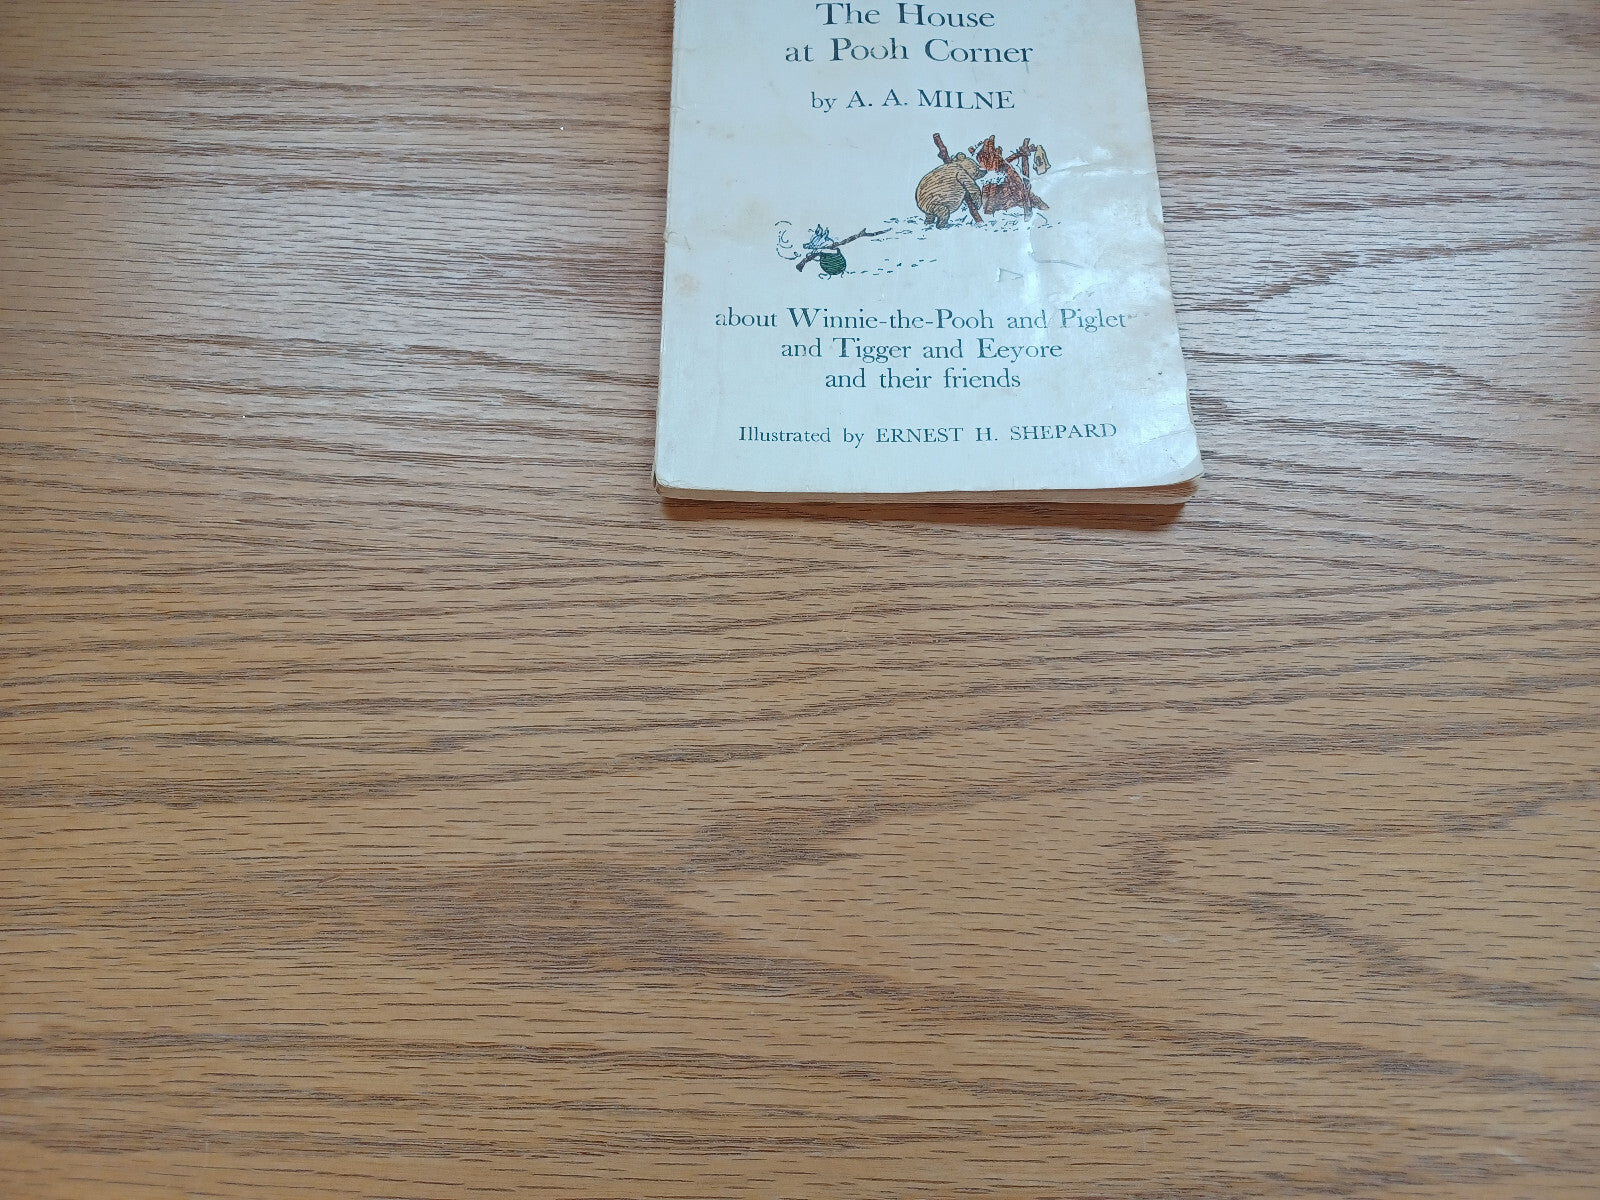 The House
at Pooh Corner
by A. A. MILNE
about Winnie-the-Pooh and Piglet
and Tigger and Eeyore
and their friends
Illustrated by ERNEST H. SHEPARD